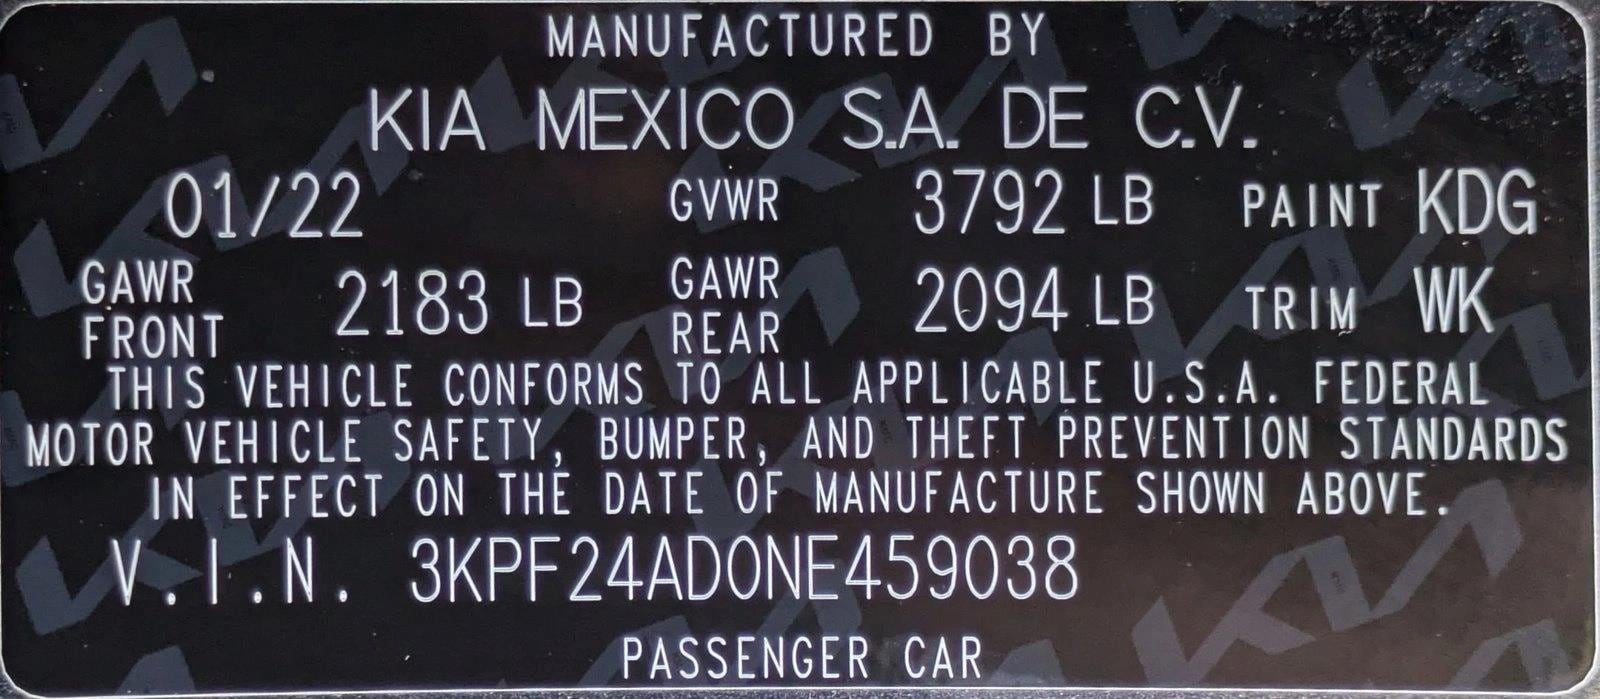 MANUFACTURED BY
KIA MEXICO S.A. DE C.V.
01/22 GVWR 3792 LB PAINT KDG
GAWR FRONT 2183 LB GAWR REAR 2094 LB TRIM WK
THIS VEHICLE CONFORMS TO ALL APPLICABLE U.S.A. FEDERAL
MOTOR VEHICLE SAFETY, BUMPER, AND THEFT PREVENTION STANDARDS
IN EFFECT ON THE DATE OF MANUFACTURE SHOWN ABOVE.
V.I.N. 3KPF24AD0NE459038
PASSENGER CAR